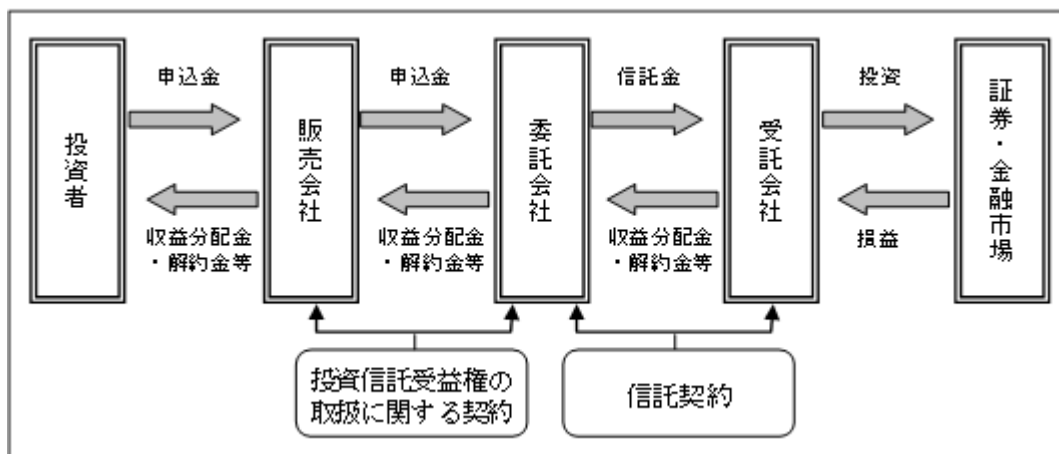 投資者
申込金
収益分配金
・解約金等
販売会社
申込金
収益分配金
・解約金等
委託会社
信託金
収益分配金
・解約金等
受託会社
投資
損益
証券・金融市場
投資信託受益権の
取扱に関する契約
信託契約